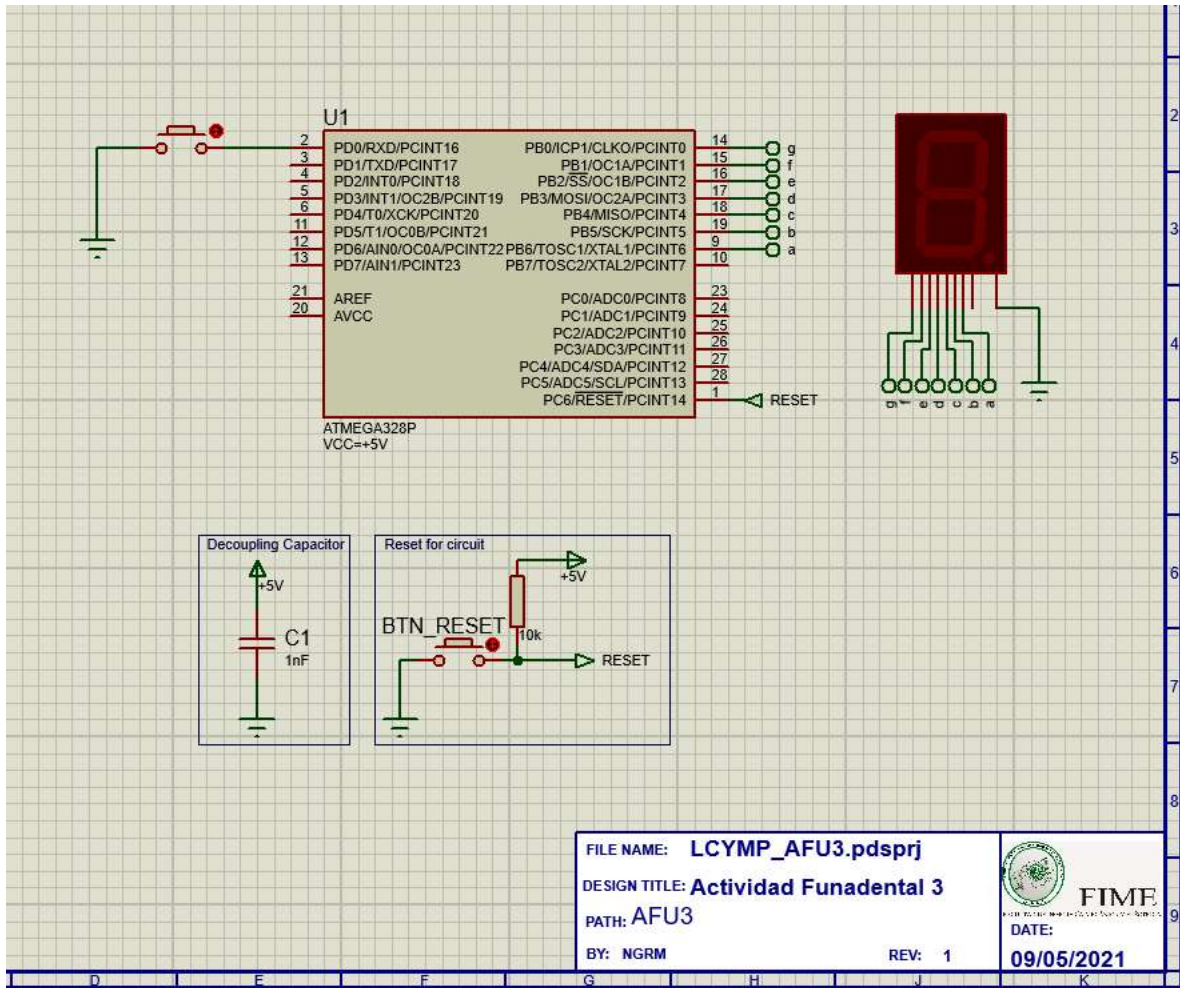 U1
2 PD0/RXD/PCINT16 PB0/ICP1/CLKO/PCINT0 14 g
3 PD1/TXD/PCINT17 PB1/OC1A/PCINT1 15 f
4 PD2/INT0/PCINT18 PB2/SS/OC1B/PCINT2 16 e
5 PD3/INT1/OC2B/PCINT19 PB3/MOSI/OC2A/PCINT3 17 d
6 PD4/T0/XCK/PCINT20 PB4/MISO/PCINT4 18 c
11 PD5/T1/OC0B/PCINT21 PB5/SCK/PCINT5 19 b
12 PD6/AIN0/OC0A/PCINT22 PB6/TOSC1/XTAL1/PCINT6 9 a
13 PD7/AIN1/PCINT23 PB7/TOSC2/XTAL2/PCINT7 10
21 AREF PC0/ADC0/PCINT8 23
20 AVCC PC1/ADC1/PCINT9 24
PC2/ADC2/PCINT10 25
PC3/ADC3/PCINT11 26
PC4/ADC4/SDA/PCINT12 27
PC5/ADC5/SCL/PCINT13 28
PC6/RESET/PCINT14 1 RESET
ATMEGA328P
VCC=+5V
g f e d c b a
Decoupling Capacitor
+5V
C1
1nF
Reset for circuit
+5V
BTN_RESET
10k
RESET
FILE NAME: LCYMP_AFU3.pdsprj
DESIGN TITLE: Actividad Funadental 3
PATH: AFU3
BY: NGRM REV: 1
FIME
DATE:
09/05/2021
2
3
4
5
6
7
8
9
D E F G H J K